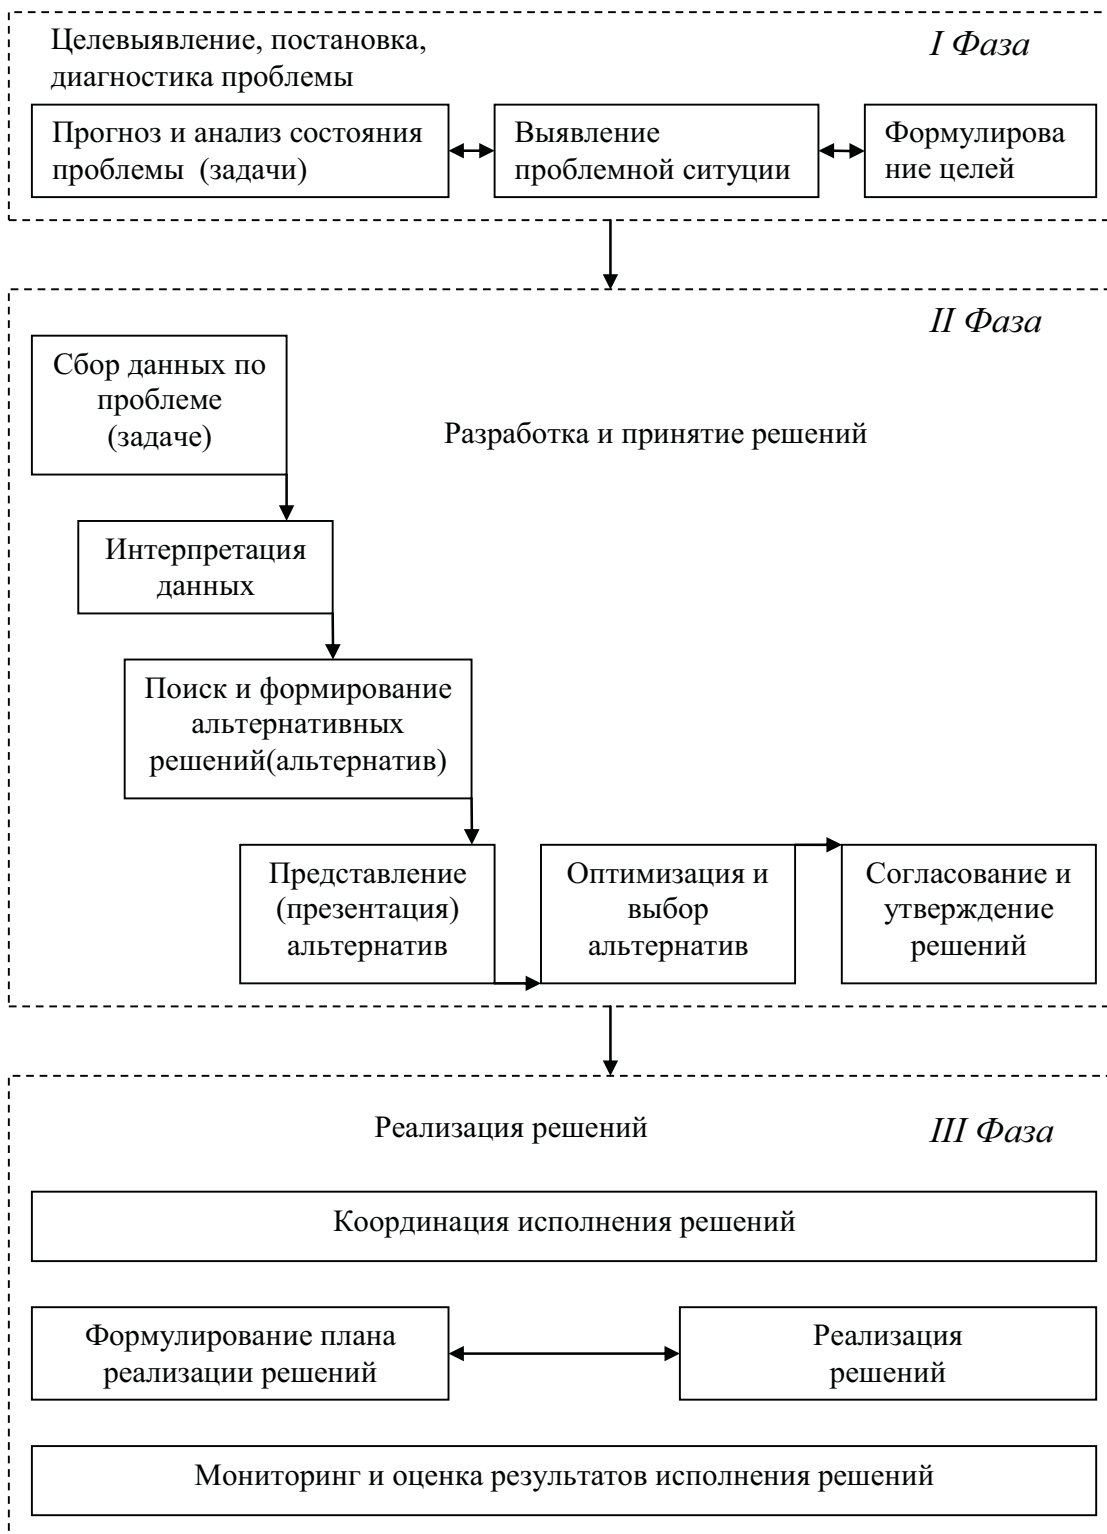 Целевыявление, постановка,
диагностика проблемы
I Фаза
Прогноз и анализ состояния
проблемы (задачи)
Выявление
проблемной ситуции
Формулирова
ние целей
II Фаза
Сбор данных по
проблеме
(задаче)
Разработка и принятие решений
Интерпретация
данных
Поиск и формирование
альтернативных
решений(альтернатив)
Представление
(презентация)
альтернатив
Оптимизация и
выбор
альтернатив
Согласование и
утверждение
решений
Реализация решений
III Фаза
Координация исполнения решений
Формулирование плана
реализации решений
Реализация
решений
Мониторинг и оценка результатов исполнения решений